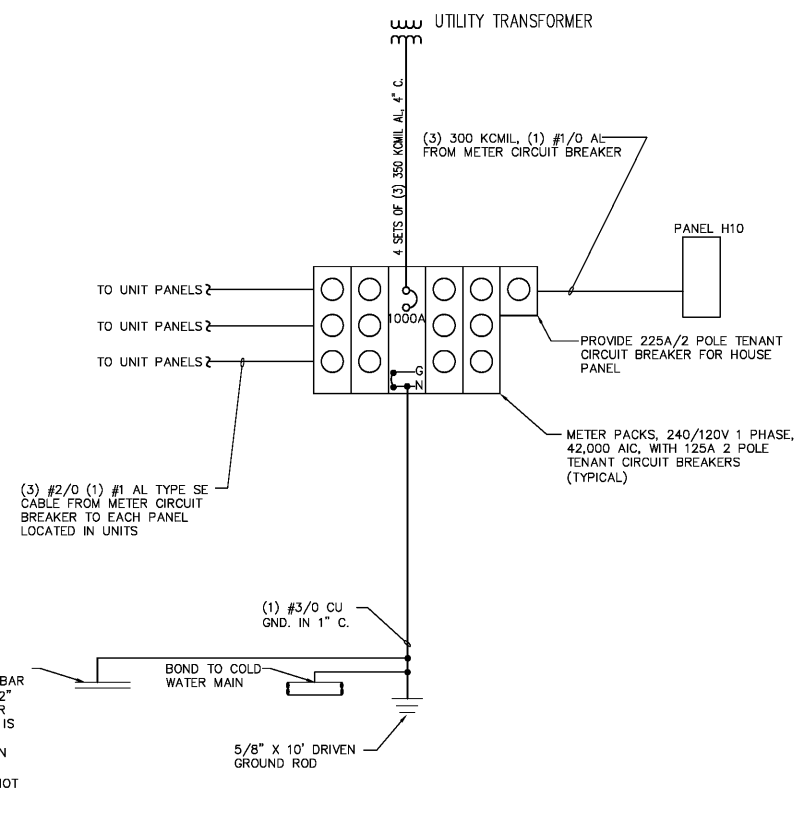 UTILITY TRANSFORMER
4 SETS OF (3) 350 KCMIL AL, 4" C.
(3) 300 KCMIL, (1) #1/0 AL
FROM METER CIRCUIT BREAKER
PANEL H10
TO UNIT PANELS
TO UNIT PANELS
TO UNIT PANELS
1000A
G
N
PROVIDE 225A/2 POLE TENANT
CIRCUIT BREAKER FOR HOUSE
PANEL
METER PACKS, 240/120V 1 PHASE,
42,000 AIC, WITH 125A 2 POLE
TENANT CIRCUIT BREAKERS
(TYPICAL)
(3) #2/0 (1) #1 AL TYPE SE
CABLE FROM METER CIRCUIT
BREAKER TO EACH PANEL
LOCATED IN UNITS
(1) #3/0 CU
GND. IN 1" C.
BAR
2"
R
IS
N
NOT
BOND TO COLD
WATER MAIN
5/8" X 10' DRIVEN
GROUND ROD